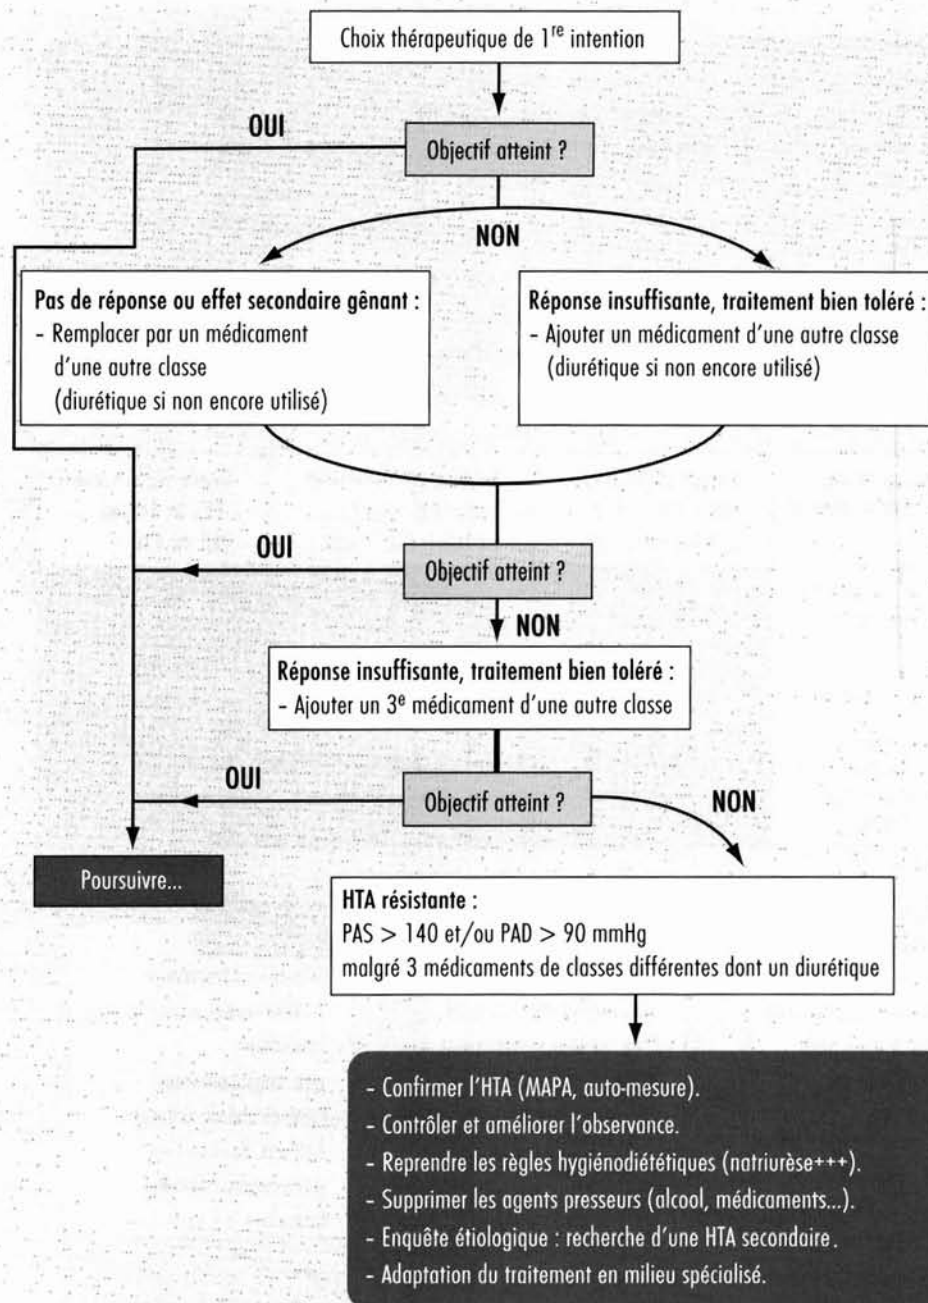 Choix thérapeutique de 1re intention
OUI
Objectif atteint ?
NON
Pas de réponse ou effet secondaire gênant :
– Remplacer par un médicament
d'une autre classe
(diurétique si non encore utilisé)
Réponse insuffisante, traitement bien toléré :
– Ajouter un médicament d'une autre classe
(diurétique si non encore utilisé)
OUI
Objectif atteint ?
NON
Réponse insuffisante, traitement bien toléré :
– Ajouter un 3e médicament d'une autre classe
OUI
Objectif atteint ?
NON
Poursuivre...
HTA résistante :
PAS > 140 et/ou PAD > 90 mmHg
malgré 3 médicaments de classes différentes dont un diurétique
– Confirmer l'HTA (MAPA, auto-mesure).
– Contrôler et améliorer l'observance.
– Reprendre les règles hygiénodiététiques (natriurèse+++).
– Supprimer les agents presseurs (alcool, médicaments...).
– Enquête étiologique : recherche d'une HTA secondaire.
– Adaptation du traitement en milieu spécialisé.